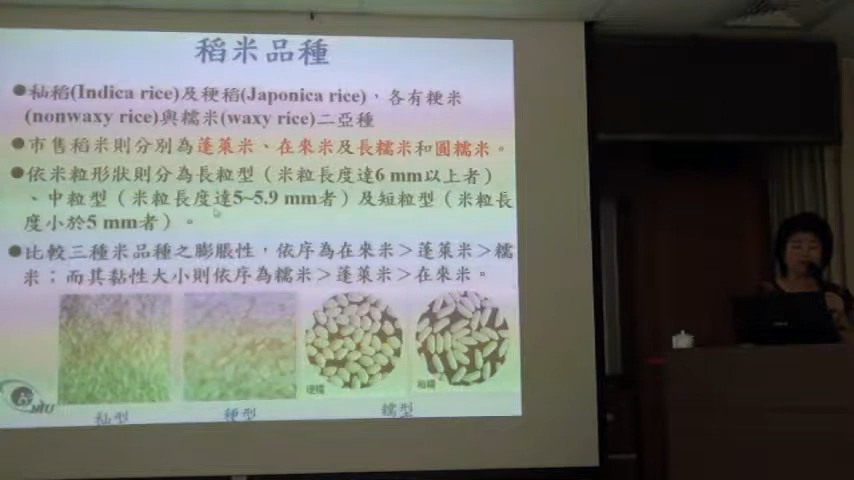 稻米品種
●秈稻(Indica rice)及稉稻(Japonica rice)，各有粳米
(nonwaxy rice)與糯米(waxy rice)二亞種
●市售稻米則分別為蓬萊米、在來米及長糯米和圓糯米。
●依米粒形狀則分為長粒型（米粒長度達6 mm以上者）
、中粒型（米粒長度達5~5.9 mm者）及短粒型（米粒長
度小於5 mm者）。
●比較三種米品種之膨脹性，依序為在來米＞蓬萊米＞糯
米；而其黏性大小則依序為糯米＞蓬萊米＞在來米。
秈型
稉型
糯型